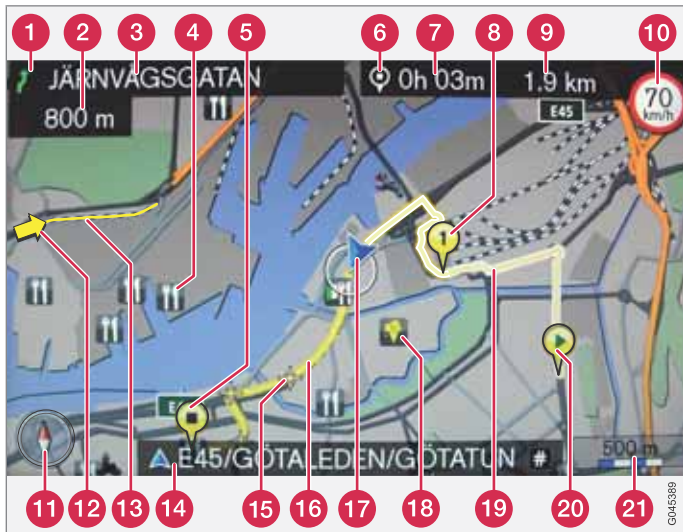 1 2 3 4 5 6 7 8 9 10
JÄRNVÄGSGATAN
0h 03m
1.9 km
70
km/h
800 m
E45
1
500 m
E45/GÖTALEDEN/GÖTATUN #
11 12 13 14 15 16 17 18 19 20 21
G045389